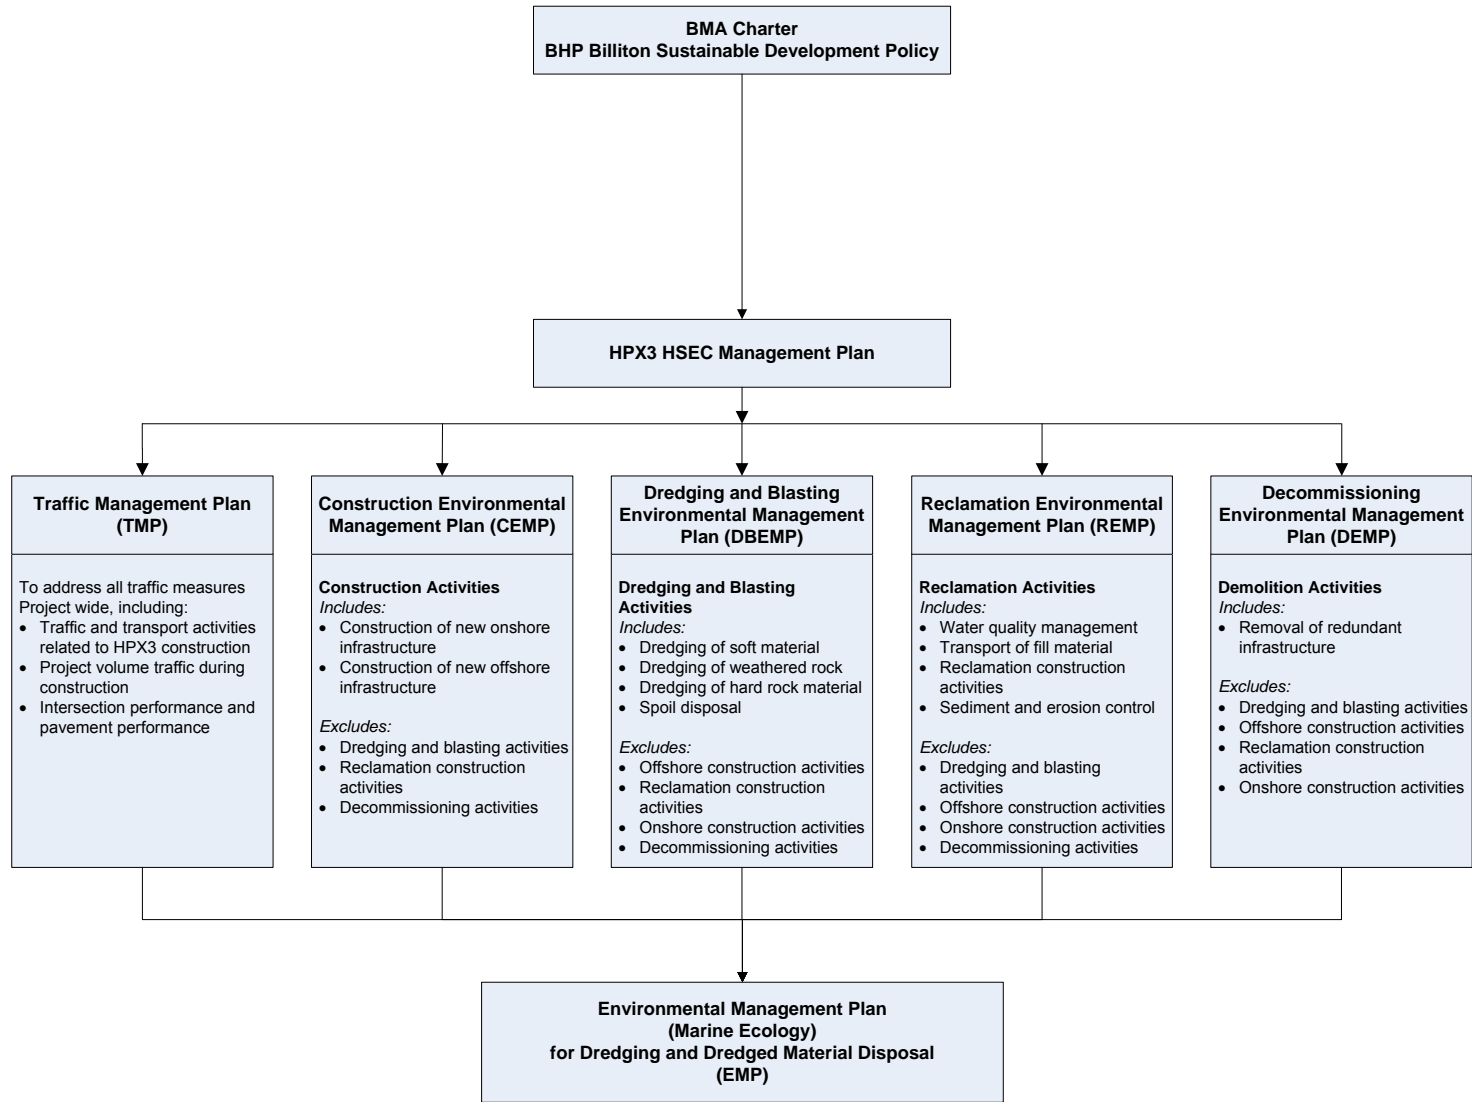 BMA Charter
BHP Billiton Sustainable Development Policy
HPX3 HSEC Management Plan
Traffic Management Plan
(TMP)
To address all traffic measures
Project wide, including:
• Traffic and transport activities
related to HPX3 construction
• Project volume traffic during
construction
• Intersection performance and
pavement performance
Construction Environmental
Management Plan (CEMP)
Construction Activities
Includes:
• Construction of new onshore
infrastructure
• Construction of new offshore
infrastructure
Excludes:
• Dredging and blasting activities
• Reclamation construction
activities
• Decommissioning activities
Dredging and Blasting
Environmental Management
Plan (DBEMP)
Dredging and Blasting
Activities
Includes:
• Dredging of soft material
• Dredging of weathered rock
• Dredging of hard rock material
• Spoil disposal
Excludes:
• Offshore construction activities
• Reclamation construction
activities
• Onshore construction activities
• Decommissioning activities
Reclamation Environmental
Management Plan (REMP)
Reclamation Activities
Includes:
• Water quality management
• Transport of fill material
• Reclamation construction
activities
• Sediment and erosion control
Excludes:
• Dredging and blasting
activities
• Offshore construction activities
• Onshore construction activities
• Decommissioning activities
Decommissioning
Environmental Management
Plan (DEMP)
Demolition Activities
Includes:
• Removal of redundant
infrastructure
Excludes:
• Dredging and blasting activities
• Offshore construction activities
• Reclamation construction
activities
• Onshore construction activities
Environmental Management Plan
(Marine Ecology)
for Dredging and Dredged Material Disposal
(EMP)